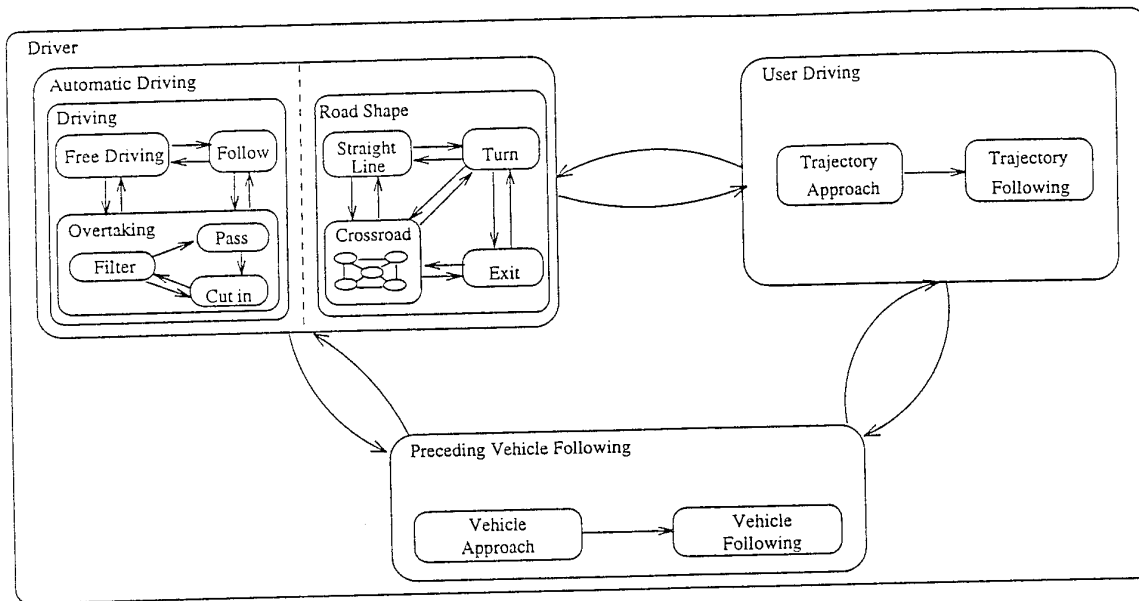 Driver
Automatic Driving
Driving
Free Driving
Follow
Overtaking
Pass
Filter
Cut in
Road Shape
Straight
Line
Turn
Crossroad
Exit
User Driving
Trajectory
Approach
Trajectory
Following
Preceding Vehicle Following
Vehicle
Approach
Vehicle
Following